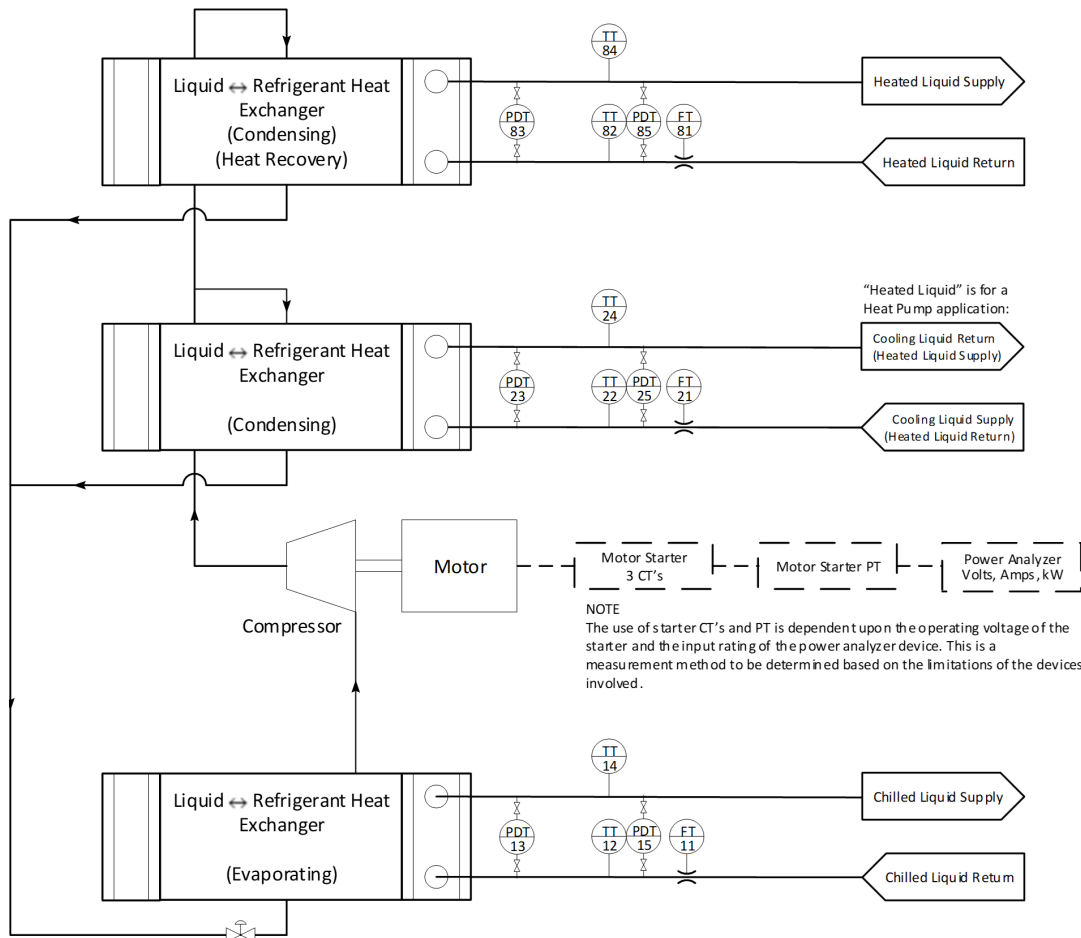 TT
84
Liquid ⇔ Refrigerant Heat
Exchanger
(Condensing)
(Heat Recovery)
Heated Liquid Supply
PDT
83
TT
82
PDT
85
FT
81
Heated Liquid Return
"Heated Liquid" is for a
Heat Pump application:
TT
24
Liquid ⇔ Refrigerant Heat
Exchanger
(Condensing)
Cooling Liquid Return
(Heated Liquid Supply)
PDT
23
TT
22
PDT
25
FT
21
Cooling Liquid Supply
(Heated Liquid Return)
Motor
Motor Starter
3 CT's
Motor Starter PT
Power Analyzer
Volts, Amps, kW
Compressor
NOTE
The use of starter CT's and PT is dependent upon the operating voltage of the
starter and the input rating of the power analyzer device. This is a
measurement method to be determined based on the limitations of the devices
involved.
TT
14
Liquid ⇔ Refrigerant Heat
Exchanger
(Evaporating)
Chilled Liquid Supply
PDT
13
TT
12
PDT
15
FT
11
Chilled Liquid Return